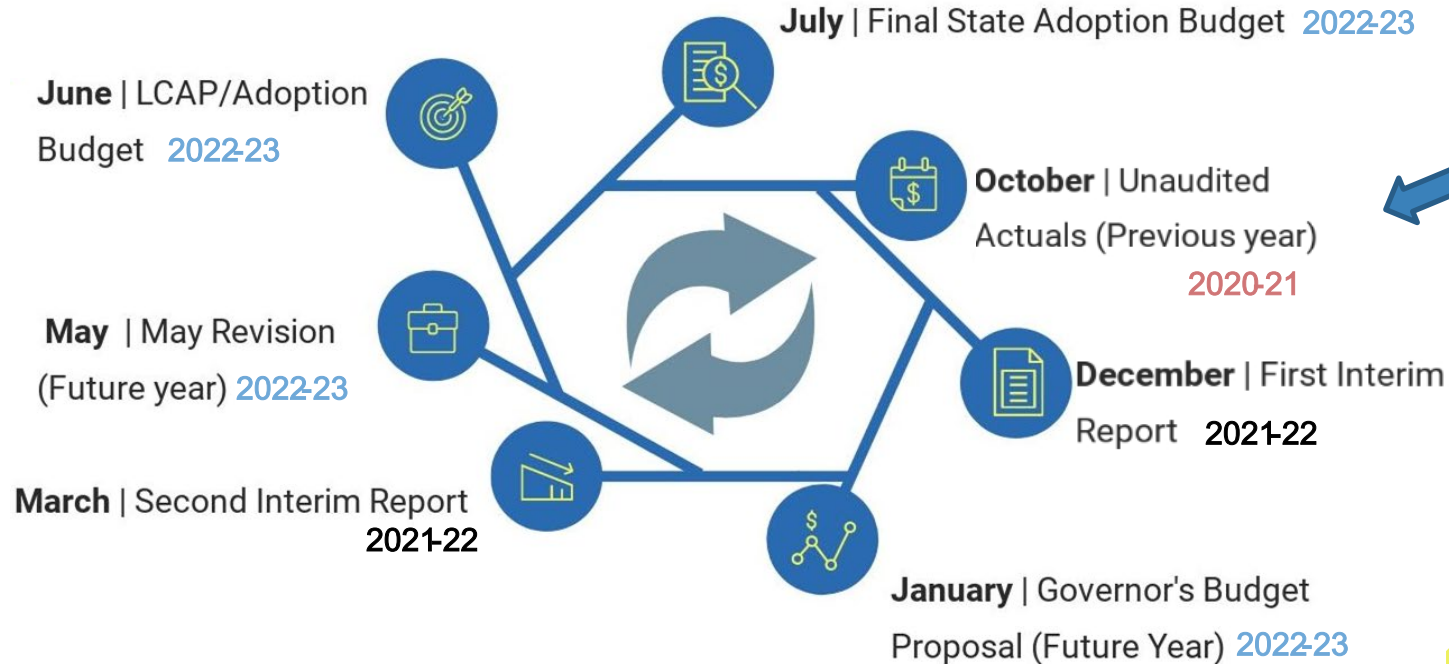 July | Final State Adoption Budget 2022-23
June | LCAP/Adoption
Budget 2022-23
October | Unaudited
Actuals (Previous year)
2020-21
May | May Revision
(Future year) 2022-23
December | First Interim
Report 2021-22
March | Second Interim Report
2021-22
January | Governor's Budget
Proposal (Future Year) 2022-23
$
$
$